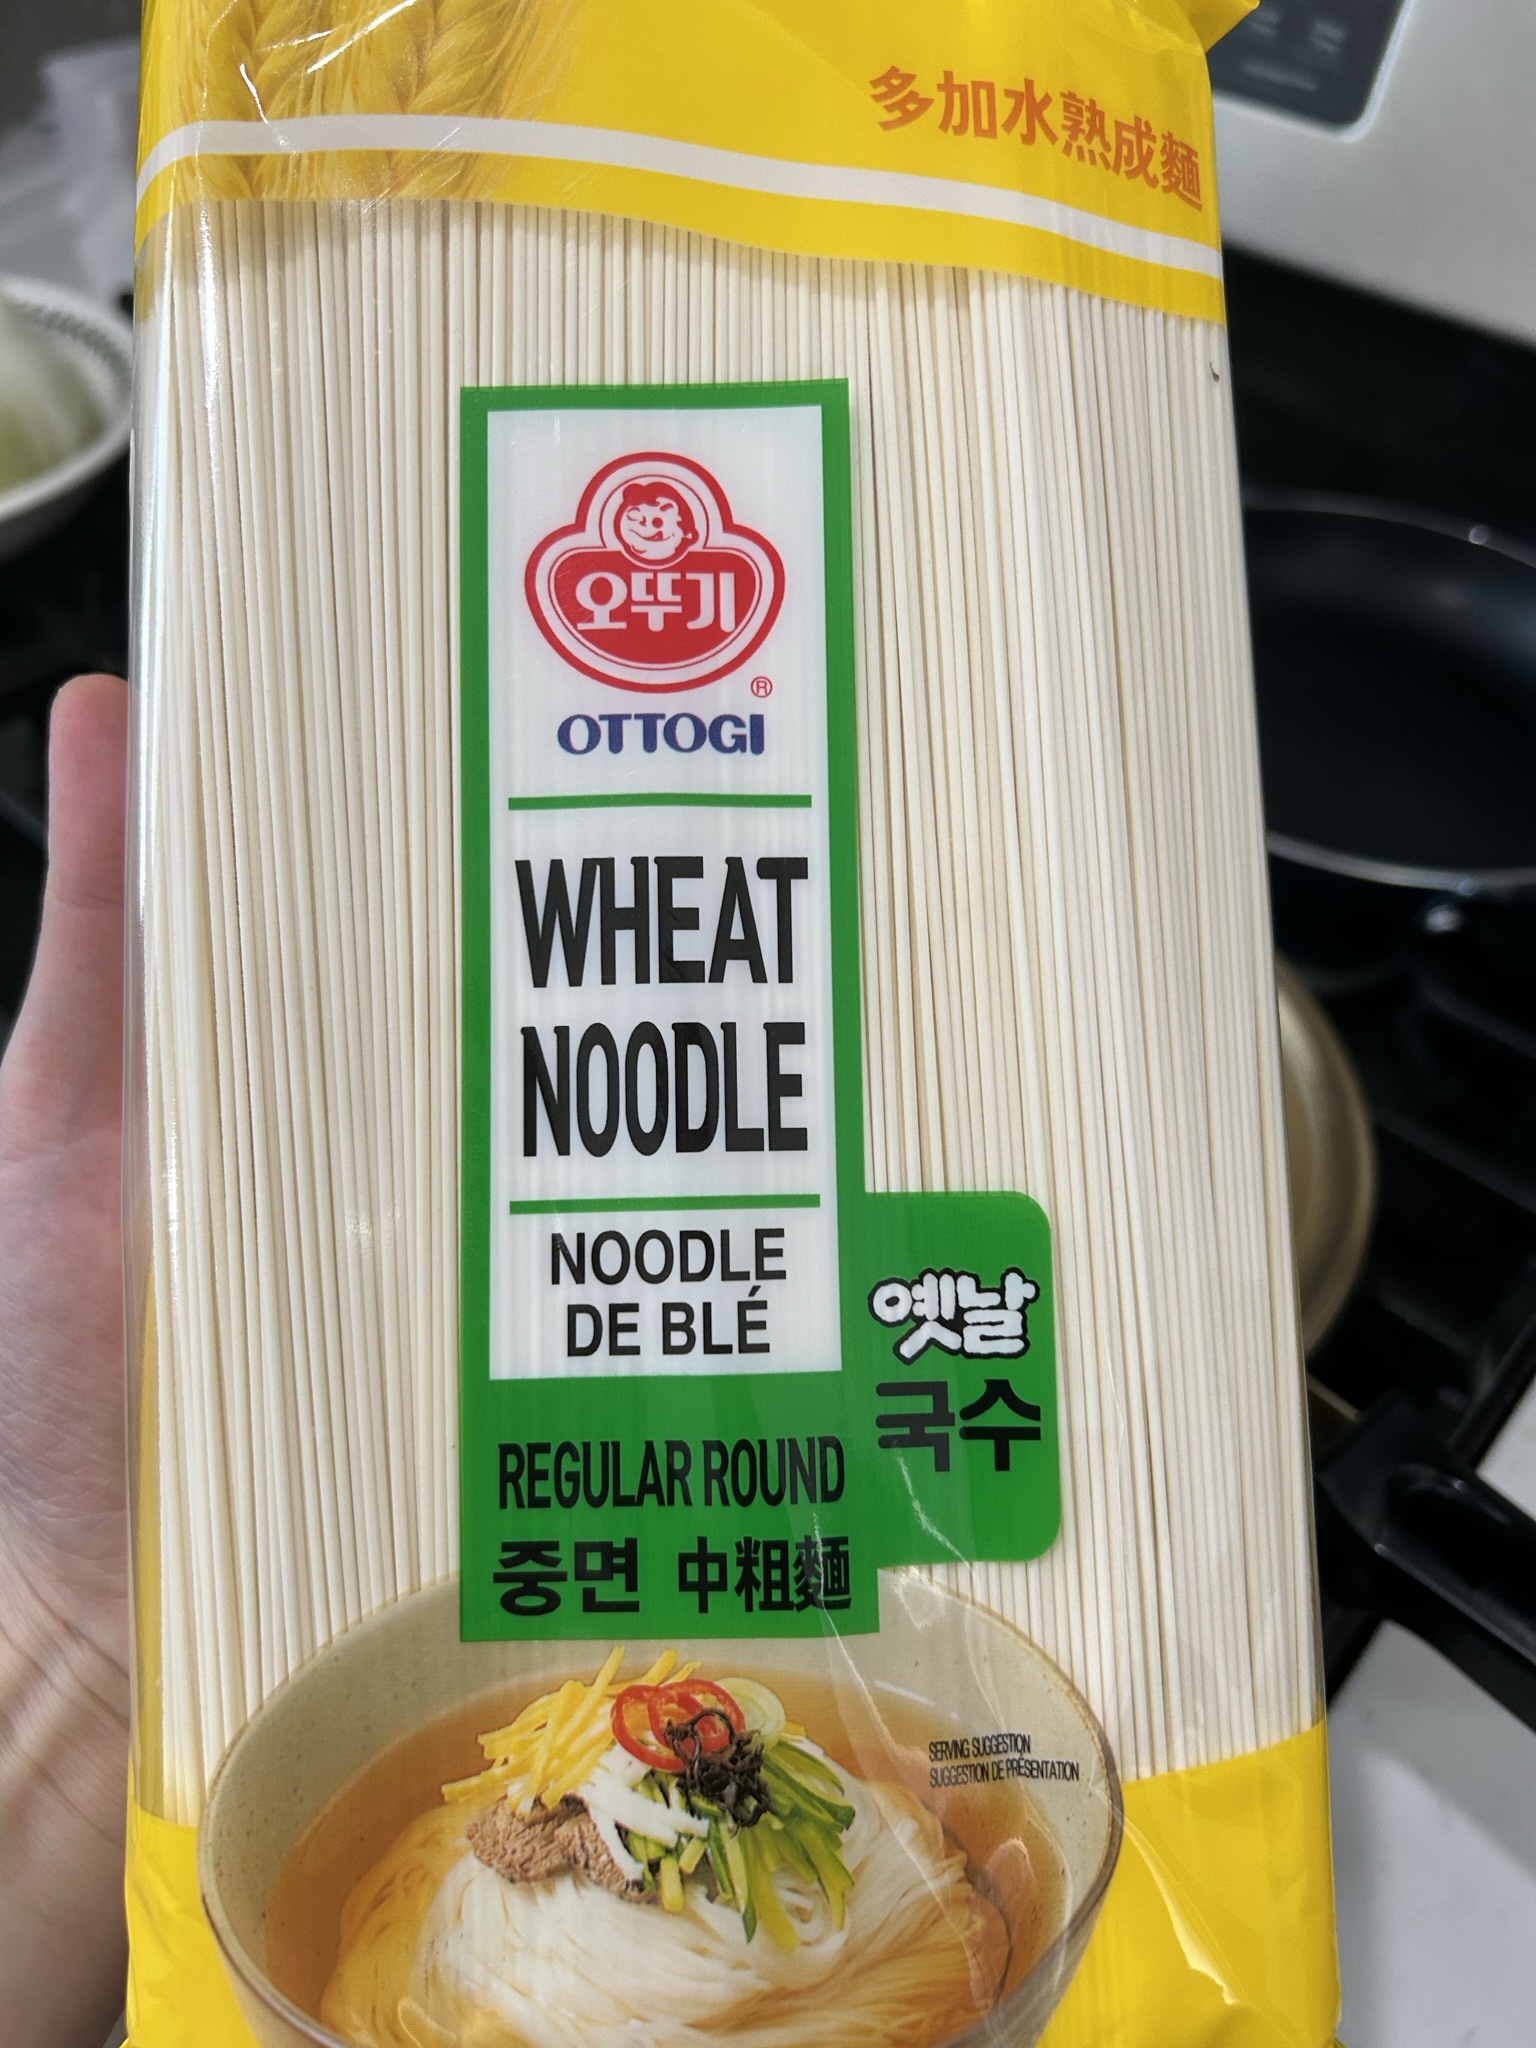 多加水熟成麵
오뚜기
®
OTTOGI
WHEAT
NOODLE
NOODLE
DE BLÉ
옛날
국수
REGULAR ROUND
중면 中粗麵
SERVING SUGGESTION
SUGGESTION DE PRÉSENTATION